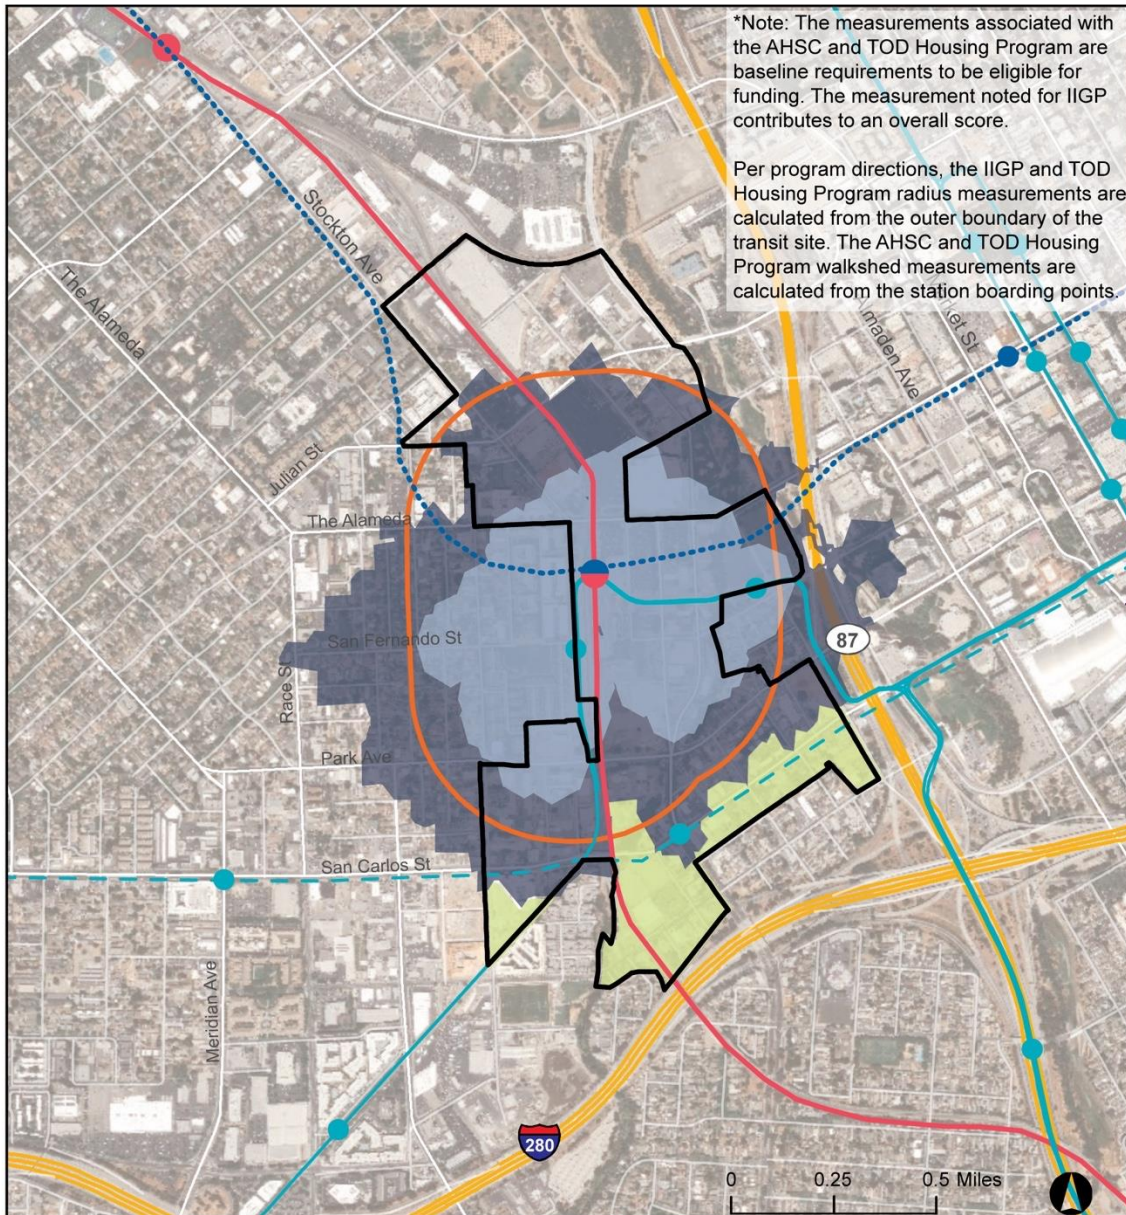 *Note: The measurements associated with
the AHSC and TOD Housing Program are
baseline requirements to be eligible for
funding. The measurement noted for IIGP
contributes to an overall score.
Per program directions, the IIGP and TOD
Housing Program radius measurements are
calculated from the outer boundary of the
transit site. The AHSC and TOD Housing
Program walkshed measurements are
calculated from the station boarding points.
Stockton Ave
The Alameda
Julian St
The Alameda
San Fernando St
Race St
87
Park Ave
San Carlos St
Meridian Ave
280
0 0.25 0.5 Miles